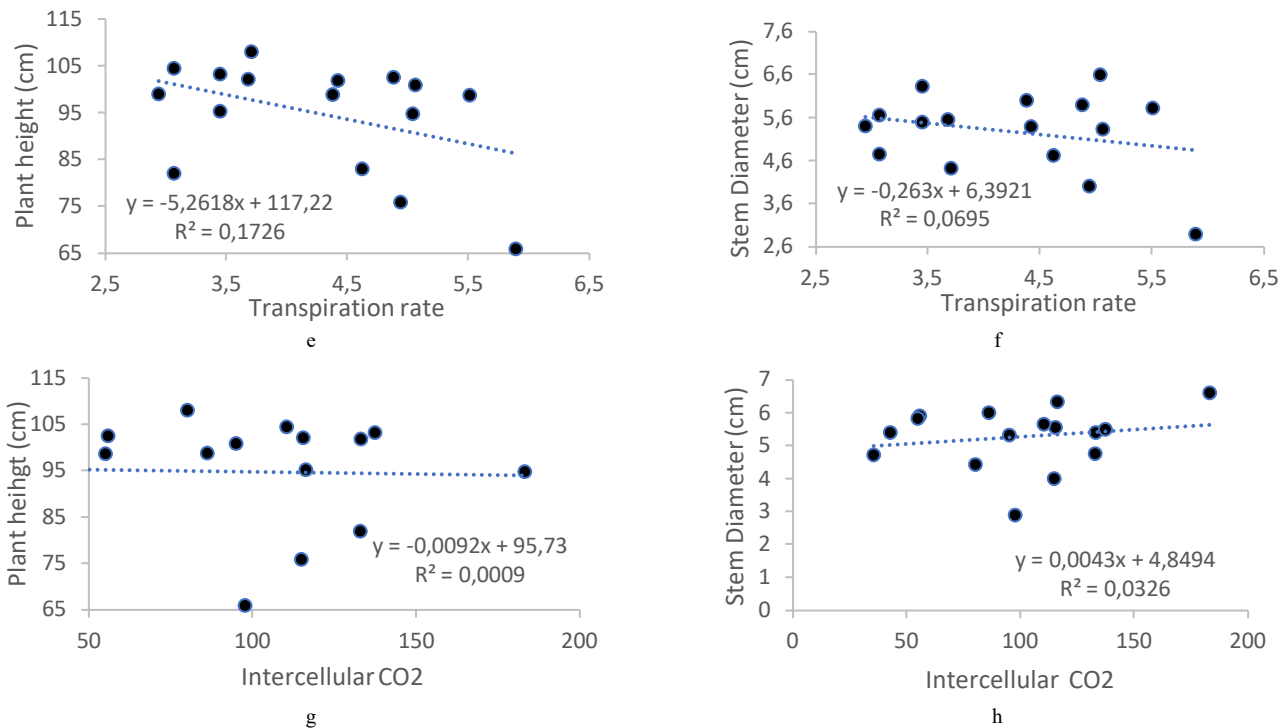 Plant height (cm)
115
105
95
85
75
65
y = -5,2618x + 117,22
R² = 0,1726
2,5 3,5 4,5 5,5 6,5
Transpiration rate
e
Stem Diameter (cm)
7,6
6,6
5,6
4,6
3,6
2,6
y = -0,263x + 6,3921
R² = 0,0695
2,5 3,5 4,5 5,5 6,5
Transpiration rate
f
Plant heihgt (cm)
115
105
95
85
75
65
y = -0,0092x + 95,73
R² = 0,0009
50 100 150 200
Intercellular CO2
g
Stem Diameter (cm)
7
6
5
4
3
2
1
0
y = 0,0043x + 4,8494
R² = 0,0326
0 50 100 150 200
Intercellular CO2
h